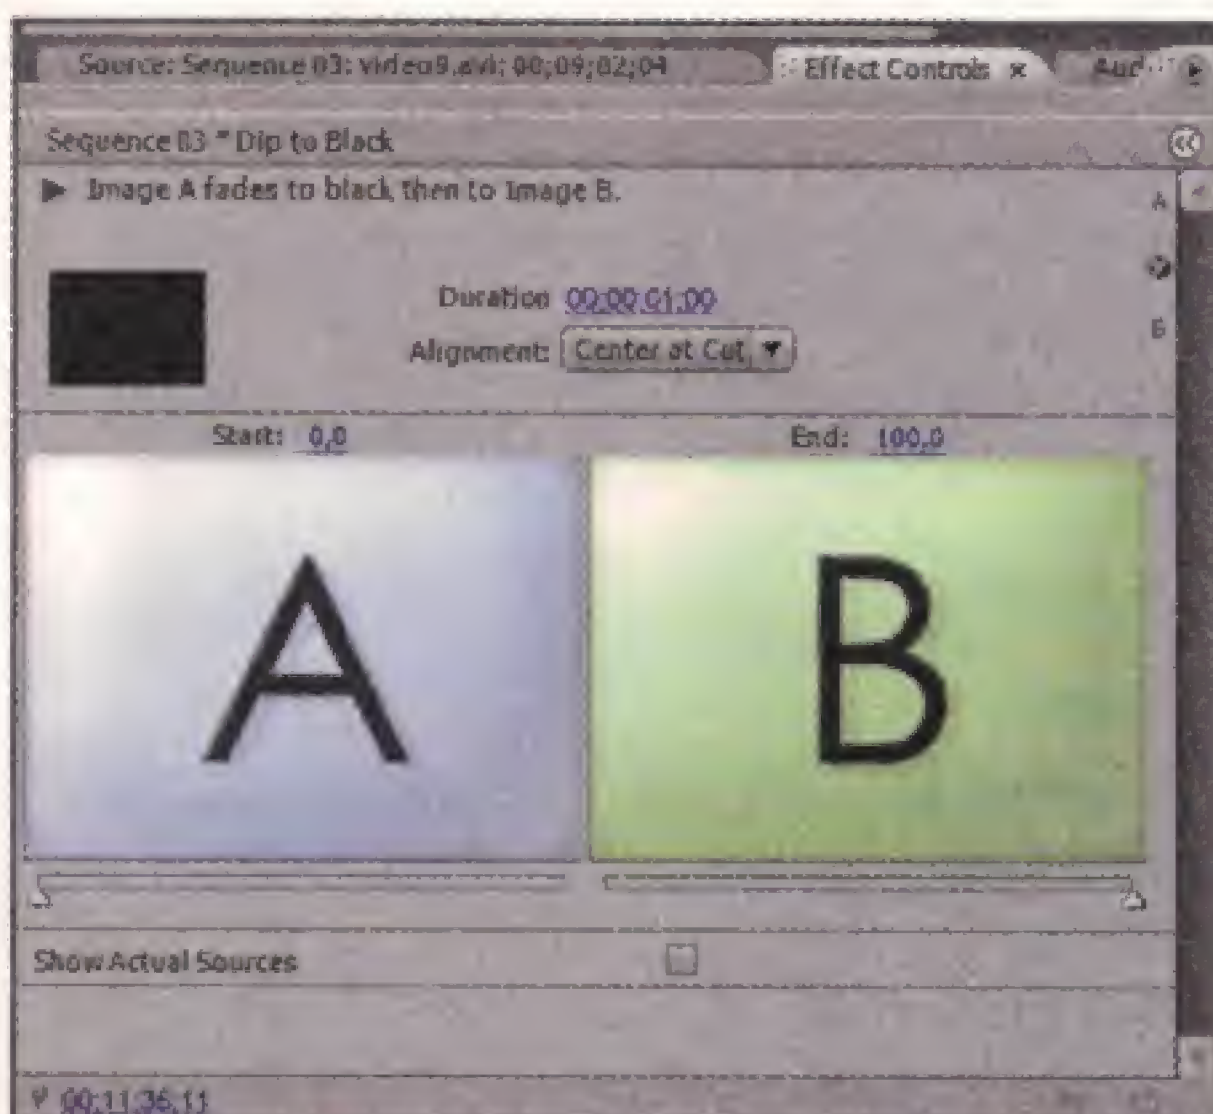 Source: Sequence 03: video9.avi: 00;09;02;04
Effect Controls x
Aud
Sequence 03 * Dip to Black
Image A fades to black then to Image B.
A
B
Duration 00;00;01;00
Alignment: Center at Cut
Start: 0,0
End: 100,0
A
B
Show Actual Sources
00;11;36;11